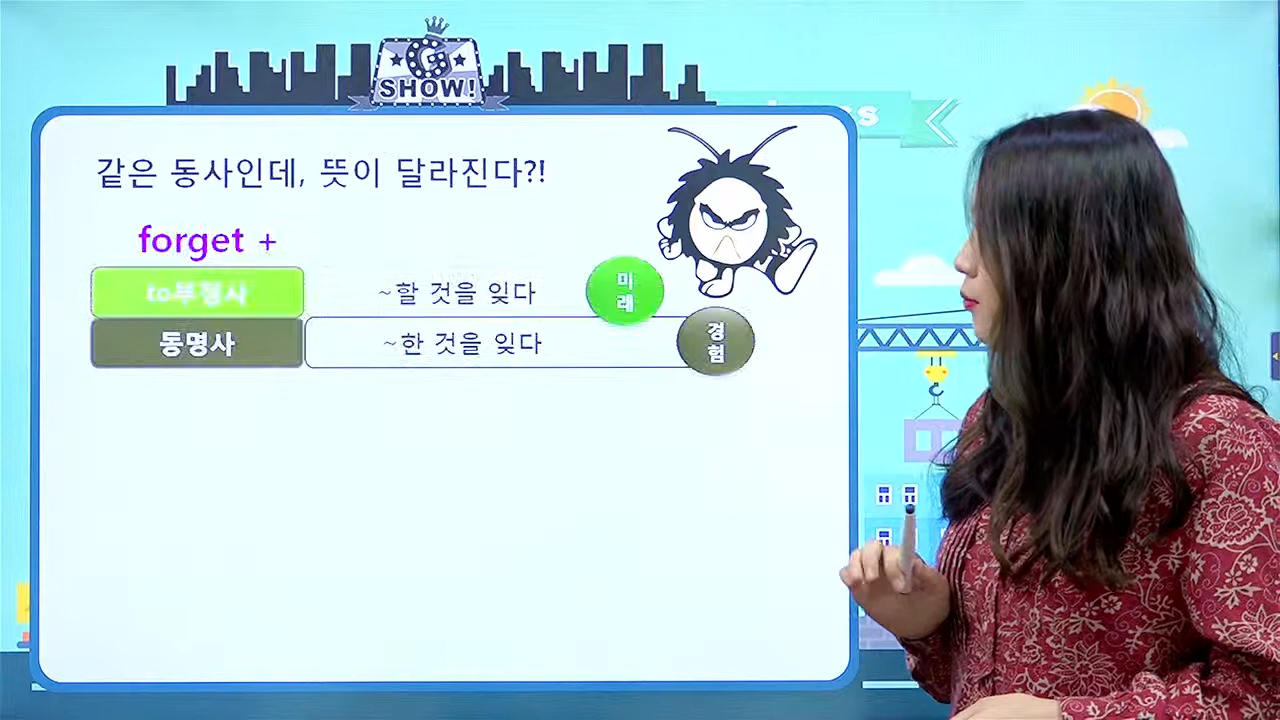 G
SHOW!
같은 동사인데, 뜻이 달라진다?!
forget +
to부정사 ~할 것을 잊다 미래
동명사 ~한 것을 잊다 경험